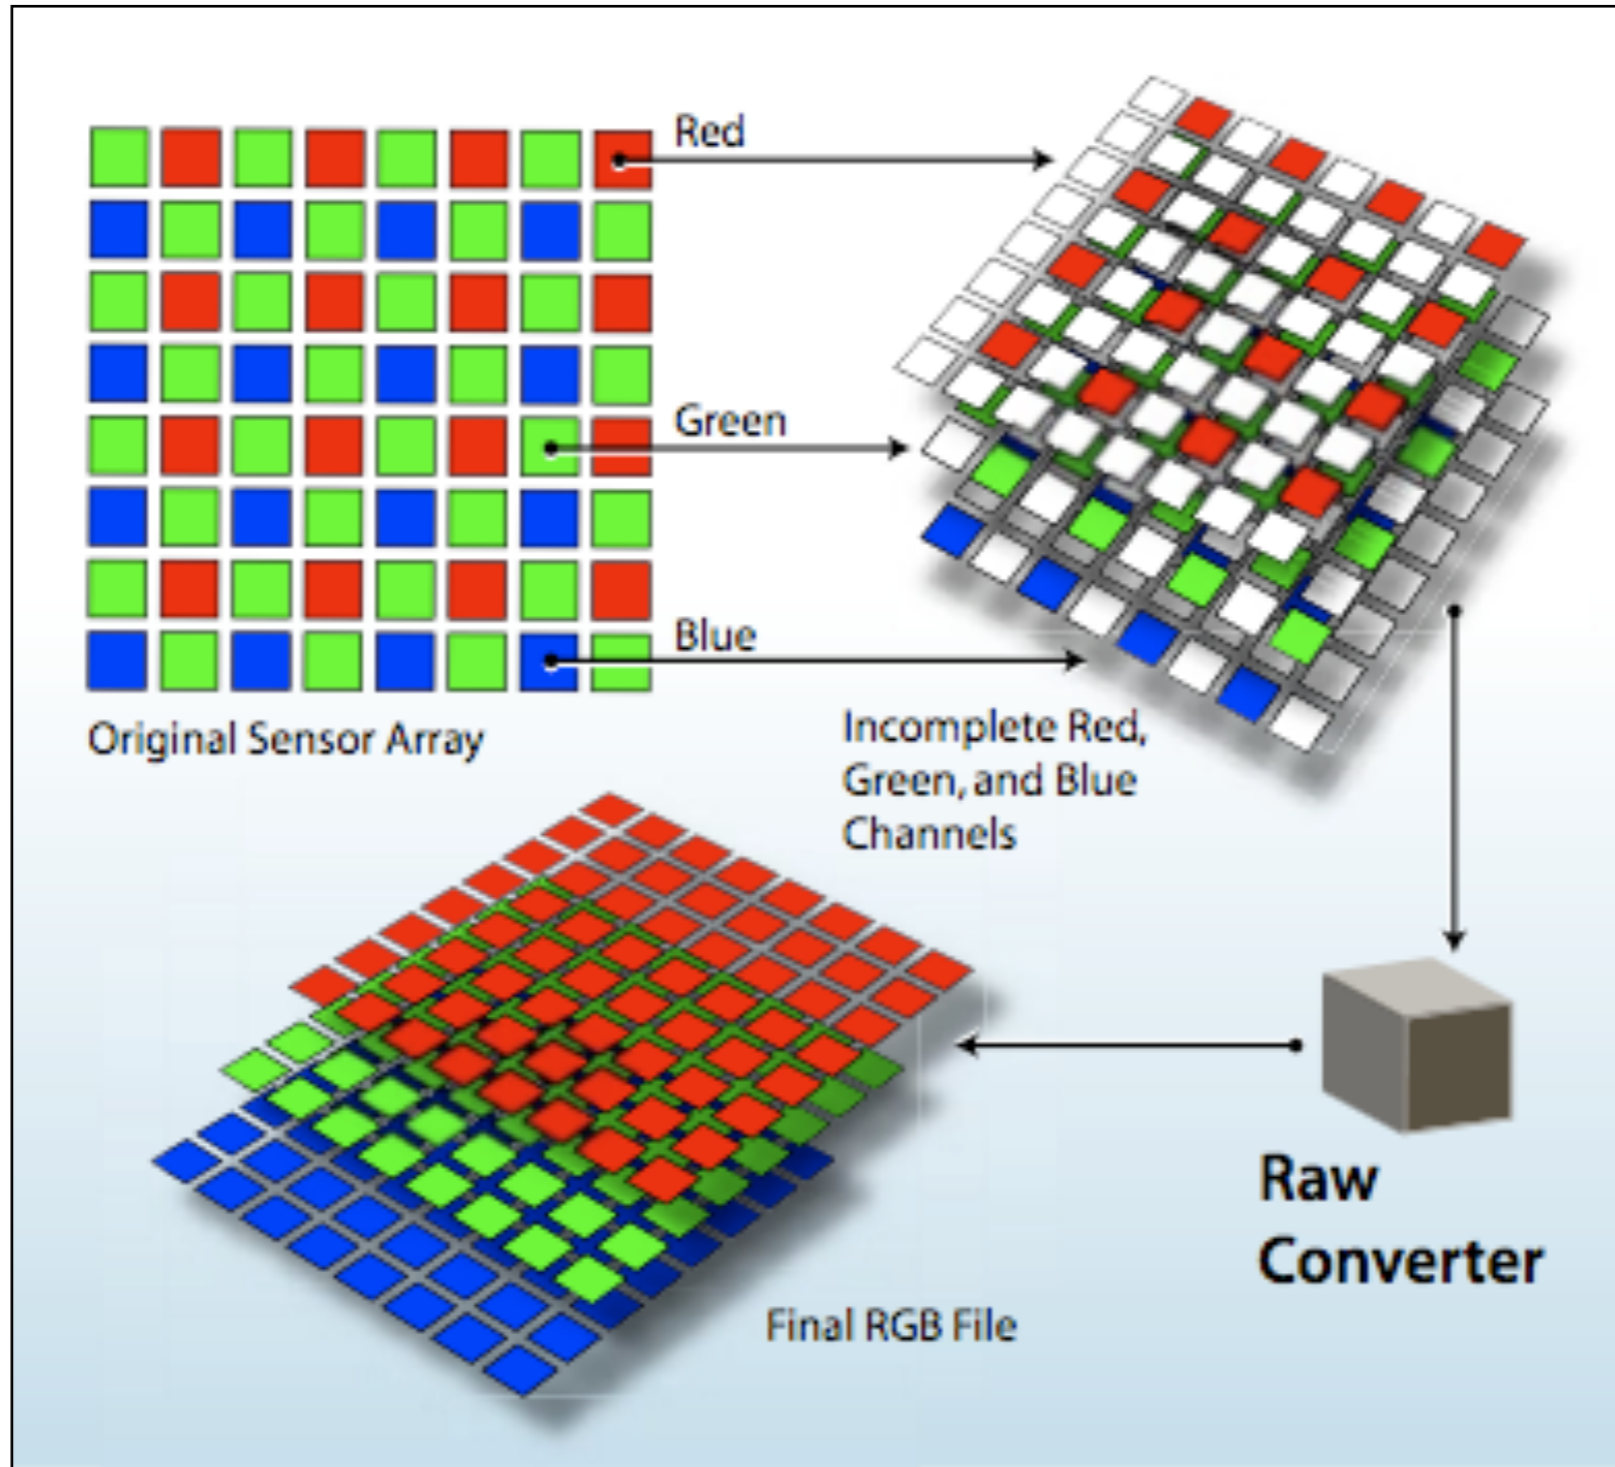 Red
Green
Blue
Original Sensor Array
Incomplete Red,
Green, and Blue
Channels
Raw
Converter
Final RGB File